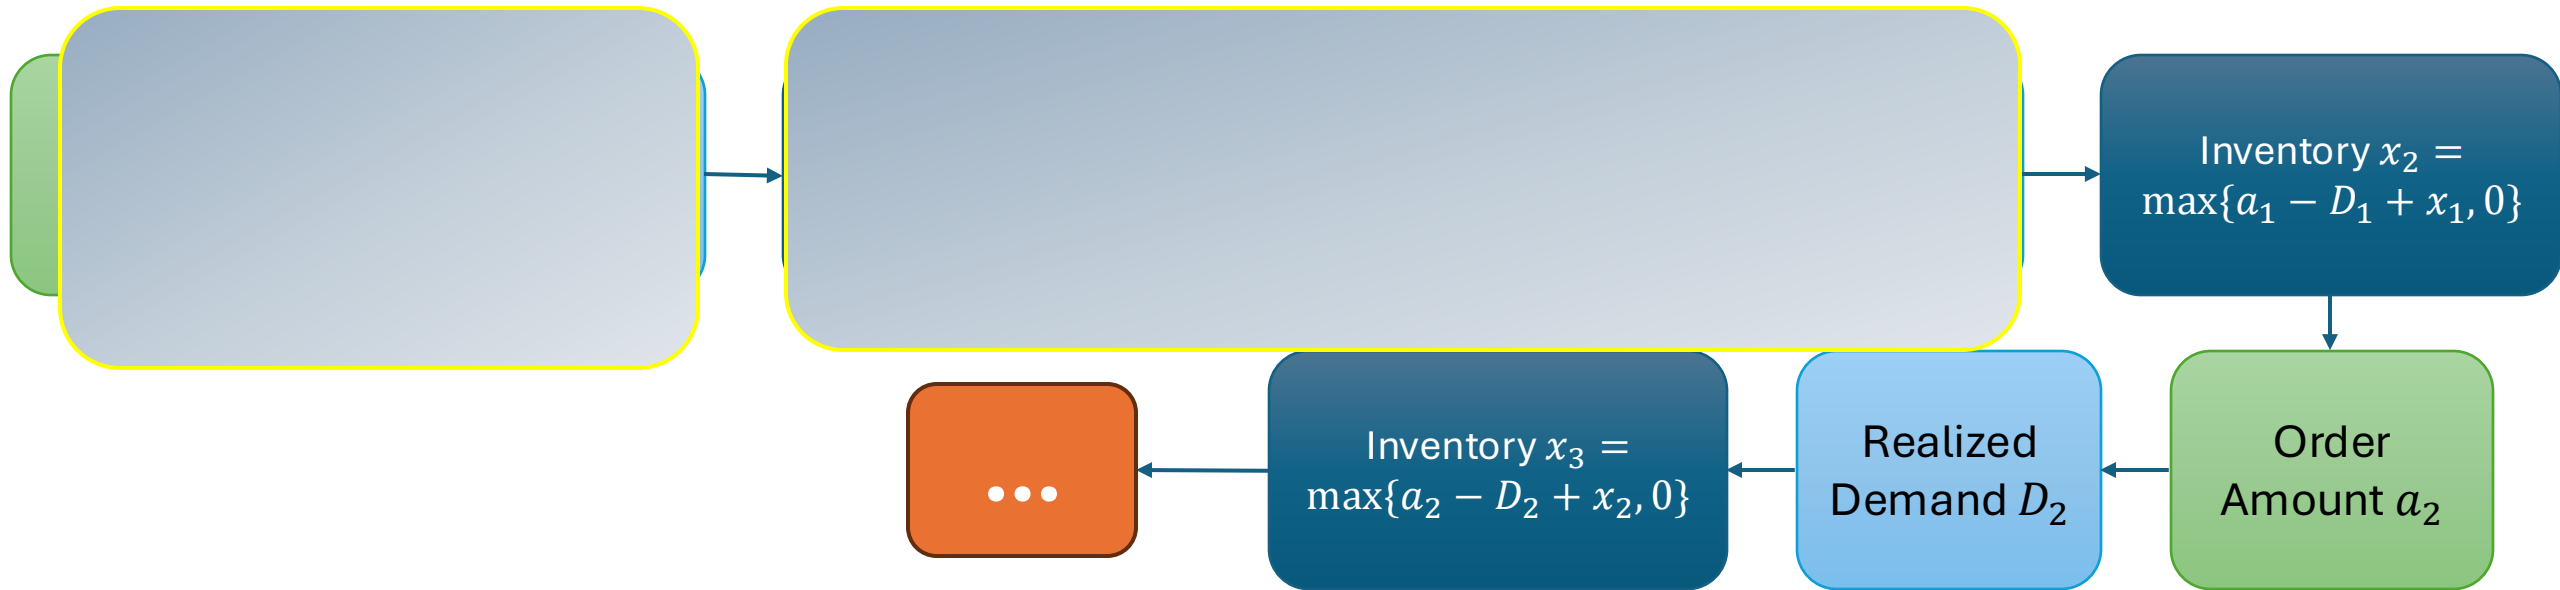 Inventory x₂ =
max{a₁ − D₁ + x₁, 0}
Order
Amount a₂
Realized
Demand D₂
Inventory x₃ =
max{a₂ − D₂ + x₂, 0}
...